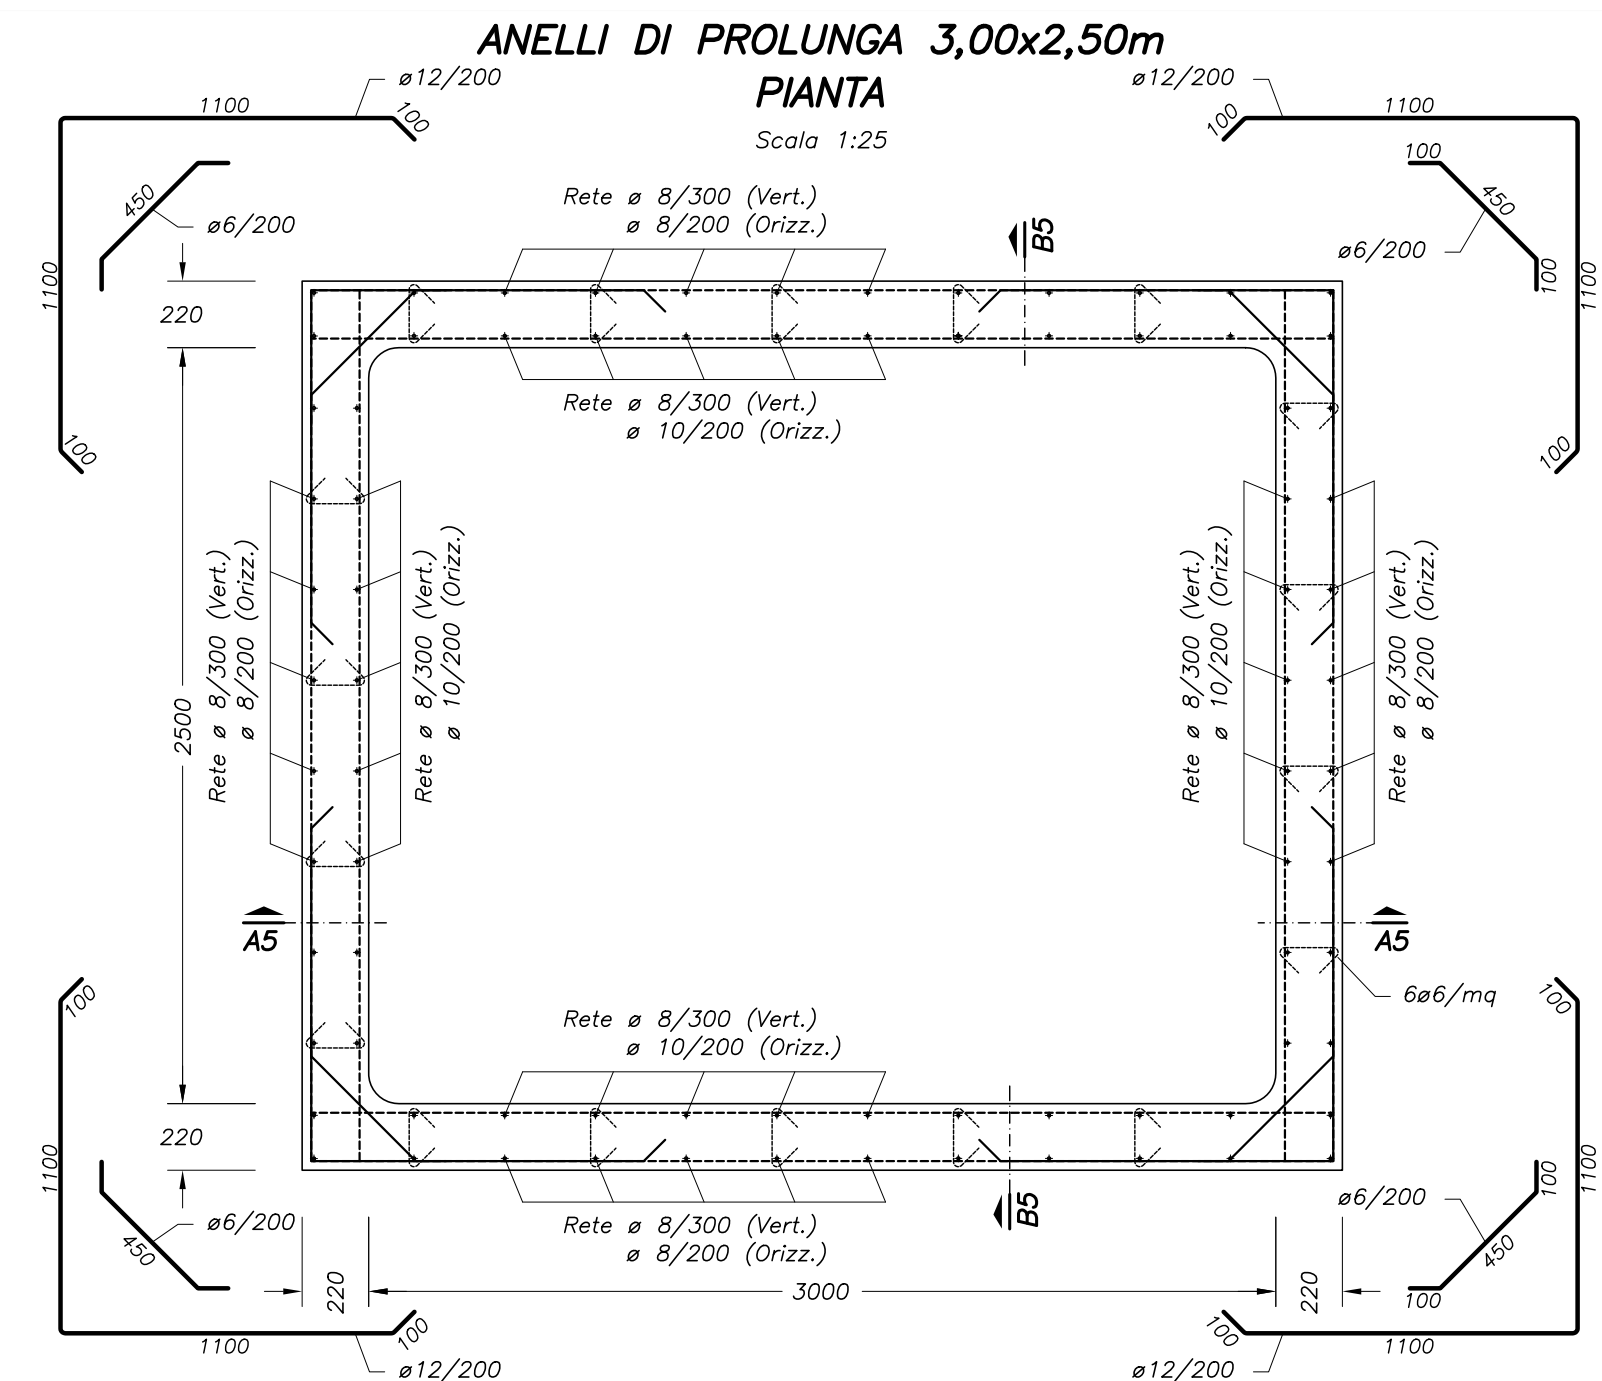 ANELLI DI PROLUNGA 3,00x2,50m
ø12/200
PIANTA
ø12/200
1100
100
Scala 1:25
100
1100
100
450
ø6/200
Rete ø 8/300 (Vert.)
ø 8/200 (Orizz.)
B5
450
ø6/200
1100
100
1100
220
Rete ø 8/300 (Vert.)
ø 10/200 (Orizz.)
100
100
2500
Rete ø 8/300 (Vert.)
ø 8/200 (Orizz.)
Rete ø 8/300 (Vert.)
ø 10/200 (Orizz.)
Rete ø 8/300 (Vert.)
ø 10/200 (Orizz.)
Rete ø 8/300 (Vert.)
ø 8/200 (Orizz.)
A5
A5
6ø6/mq
100
100
Rete ø 8/300 (Vert.)
ø 10/200 (Orizz.)
220
1100
100
1100
ø6/200
450
Rete ø 8/300 (Vert.)
ø 8/200 (Orizz.)
B5
ø6/200
450
220
3000
220
100
1100
100
100
1100
ø12/200
ø12/200